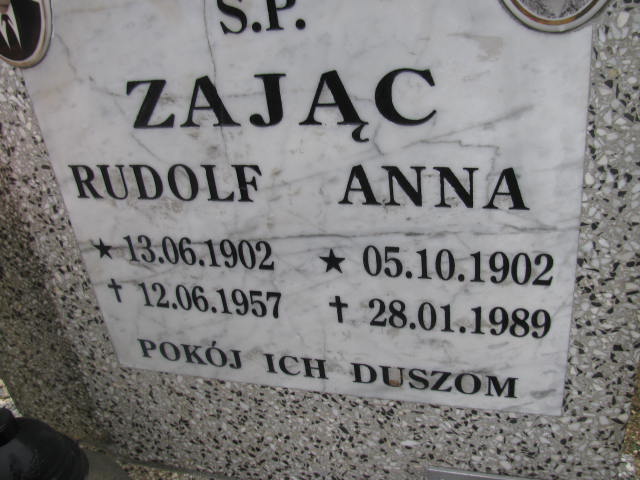 Ś.P.
ZAJĄC
RUDOLF ANNA
★ 13.06.1902 ★ 05.10.1902
✝ 12.06.1957 ✝ 28.01.1989
POKÓJ ICH DUSZOM